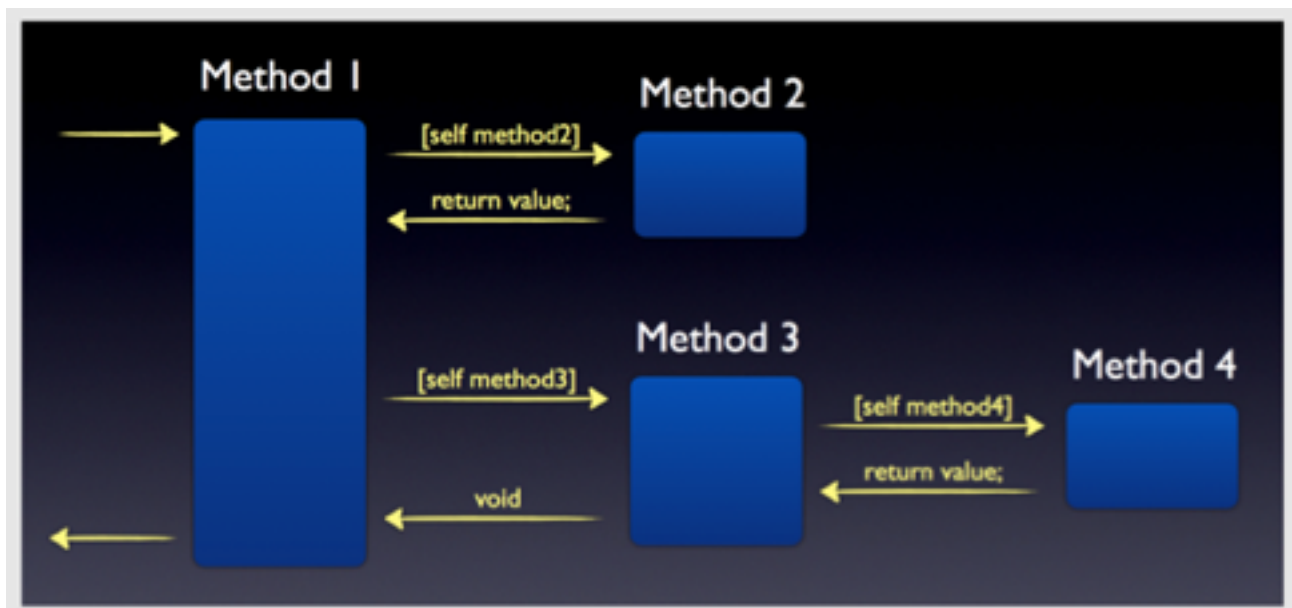 Method 1
Method 2
[self method2]
return value;
Method 3
Method 4
[self method3]
[self method4]
return value;
void